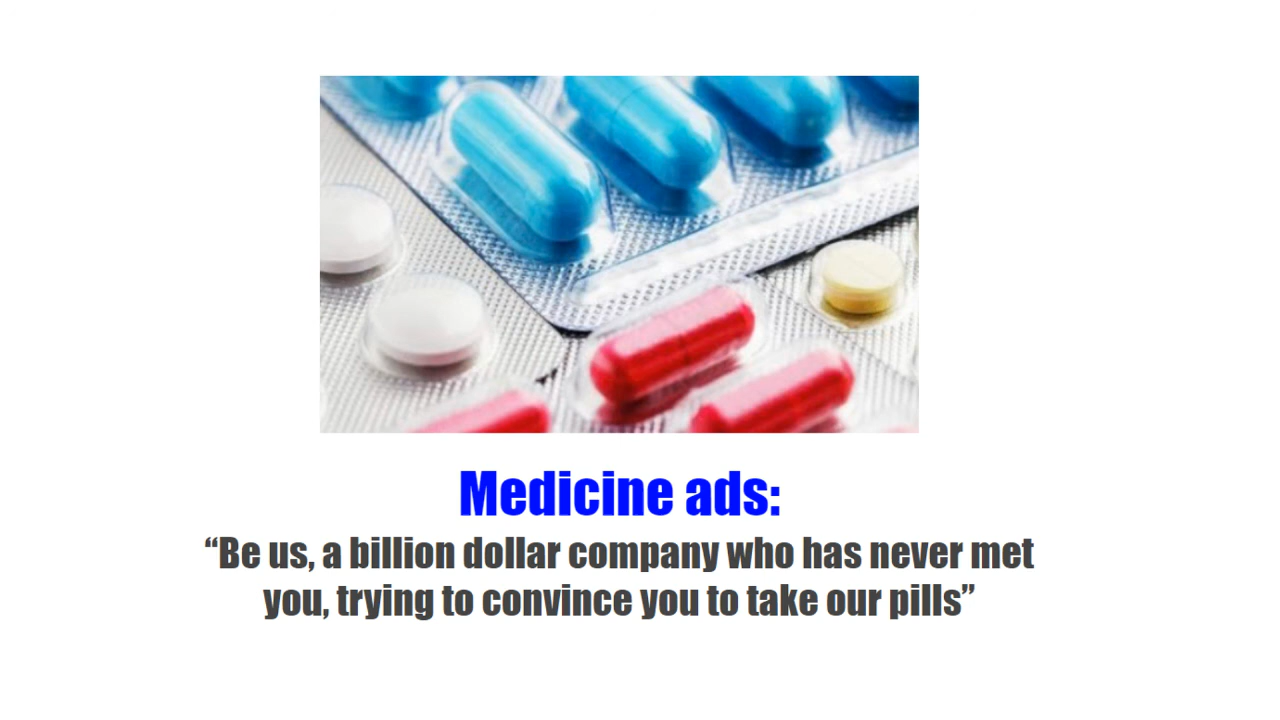 Medicine ads:
“Be us, a billion dollar company who has never met
you, trying to convince you to take our pills”